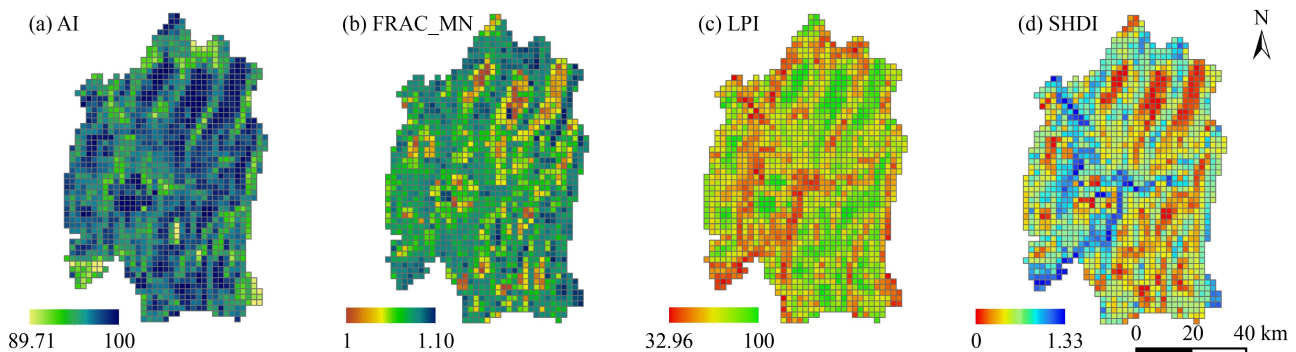 (a) AI
(b) FRAC_MN
(c) LPI
(d) SHDI
N
89.71 100
1 1.10
32.96 100
0 1.33
0 20 40 km